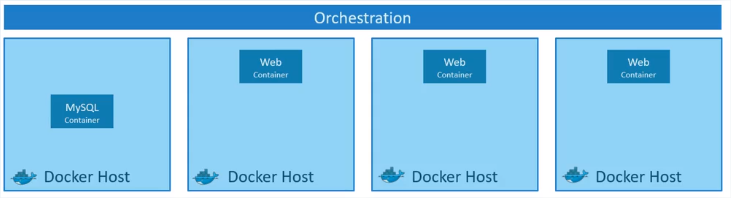 Orchestration
MySQL
Container
Docker Host
Web
Container
Docker Host
Web
Container
Docker Host
Web
Container
Docker Host